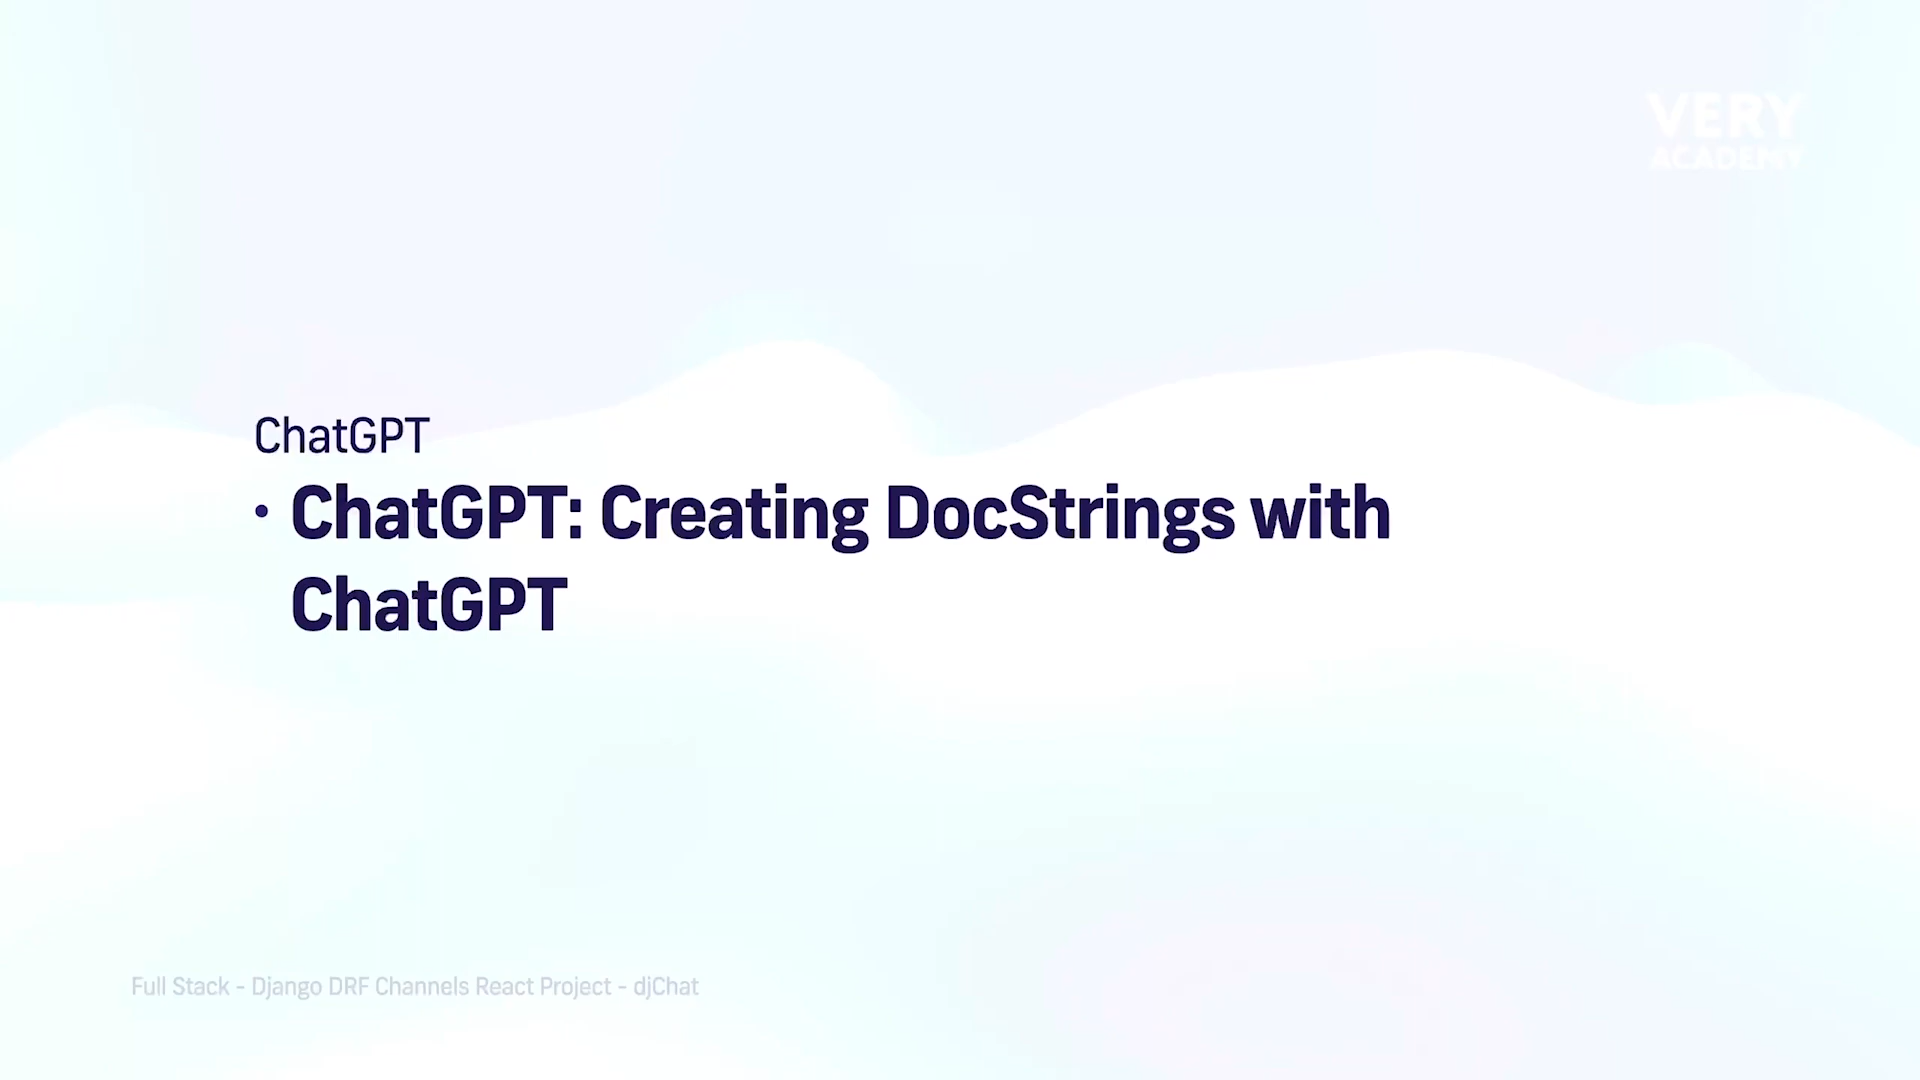 VERY
ACADEMY
ChatGPT
• ChatGPT: Creating DocStrings with
ChatGPT
Full Stack - Django DRF Channels React Project - djChat